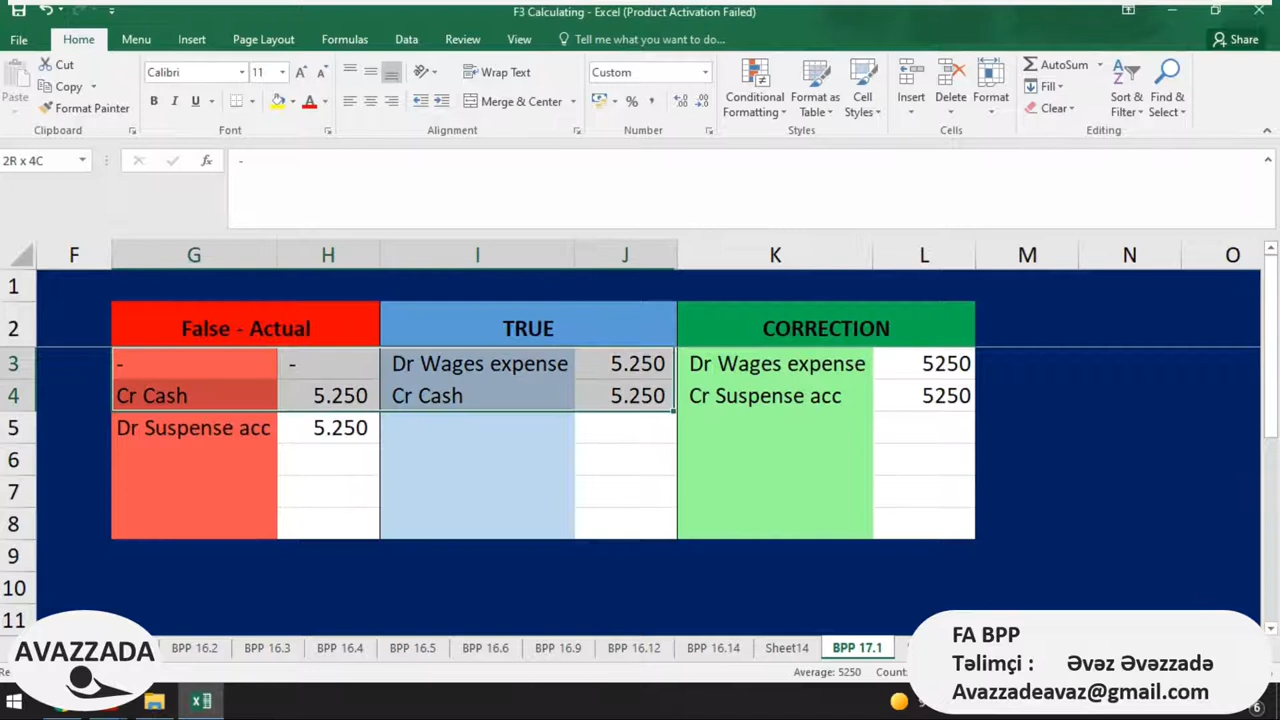 F3 Calculating - Excel (Product Activation Failed)
File Home Menu Insert Page Layout Formulas Data Review View Tell me what you want to do... Share
Cut
Copy
Format Painter
Paste
Clipboard
Calibri 11
B I U
Font
Wrap Text
Merge & Center
Alignment
Custom
Number
Conditional Formatting
Format as Table
Cell Styles
Styles
Insert Delete Format
Cells
AutoSum
Fill
Clear
Sort & Filter
Find & Select
Editing
2R x 4C fx -
F G H I J K L M N O
1
2 False - Actual TRUE CORRECTION
3 - - Dr Wages expense 5.250 Dr Wages expense 5250
4 Cr Cash 5.250 Cr Cash 5.250 Cr Suspense acc 5250
5 Dr Suspense acc 5.250
6
7
8
9
10
11
BPP 16.2 BPP 16.3 BPP 16.4 BPP 16.5 BPP 16.6 BPP 16.9 BPP 16.12 BPP 16.14 Sheet14 BPP 17.1
Average: 5250
AVAZZADA
FA BPP
Təlimçi : Əvəz Əvəzzadə
Avazzadeavaz@gmail.com
6